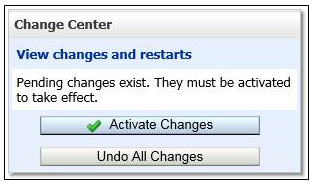 Change Center
View changes and restarts
Pending changes exist. They must be activated
to take effect.
Activate Changes
Undo All Changes